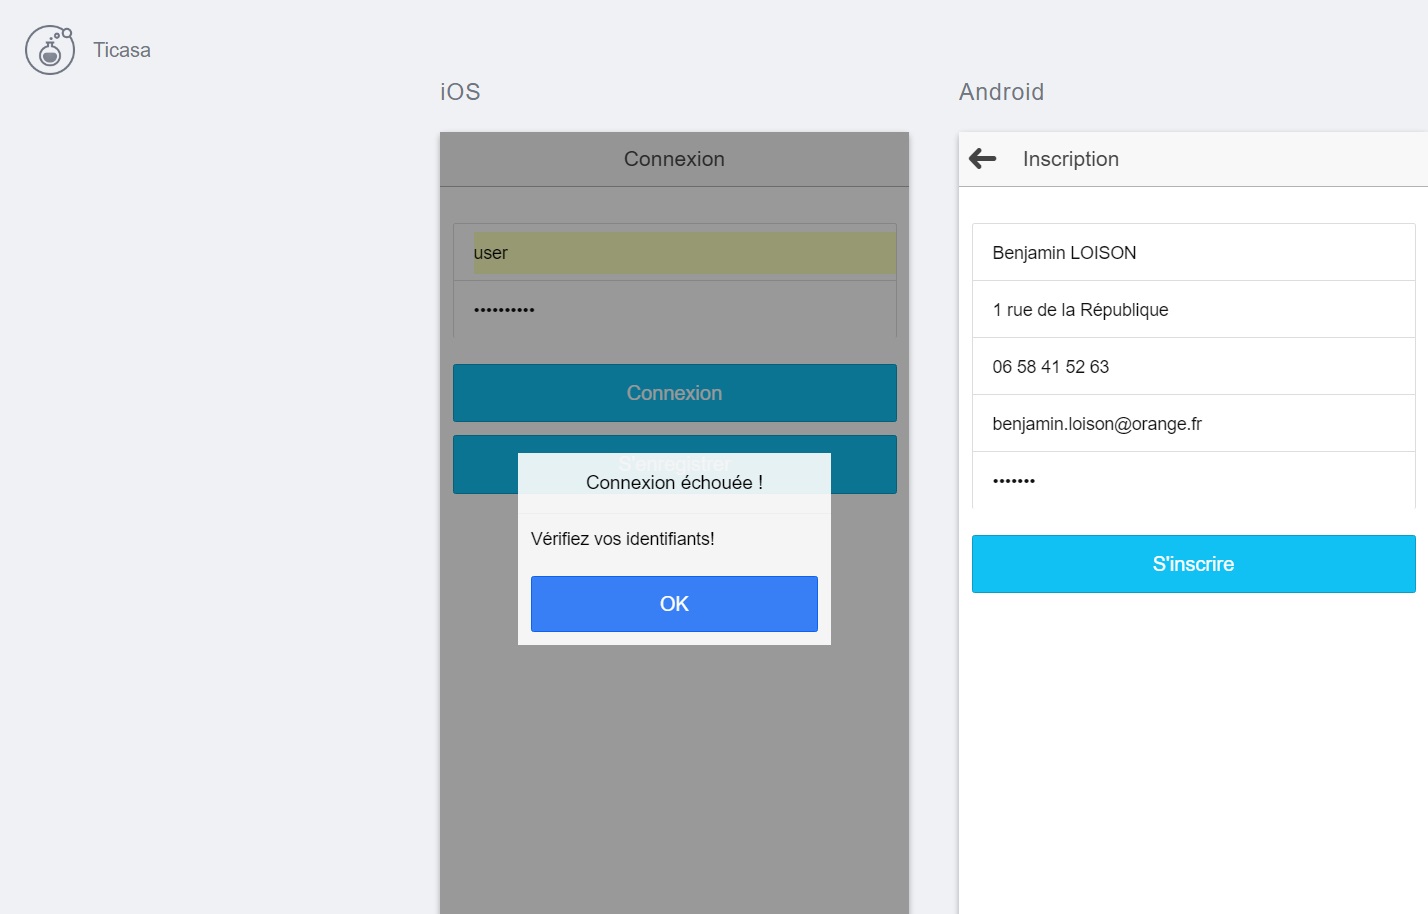 Ticasa
iOS
Connexion
user
••••••••••
Connexion
S'enregistrer
Connexion échouée !
Vérifiez vos identifiants!
OK
Android
Inscription
Benjamin LOISON
1 rue de la République
06 58 41 52 63
benjamin.loison@orange.fr
•••••••
S'inscrire